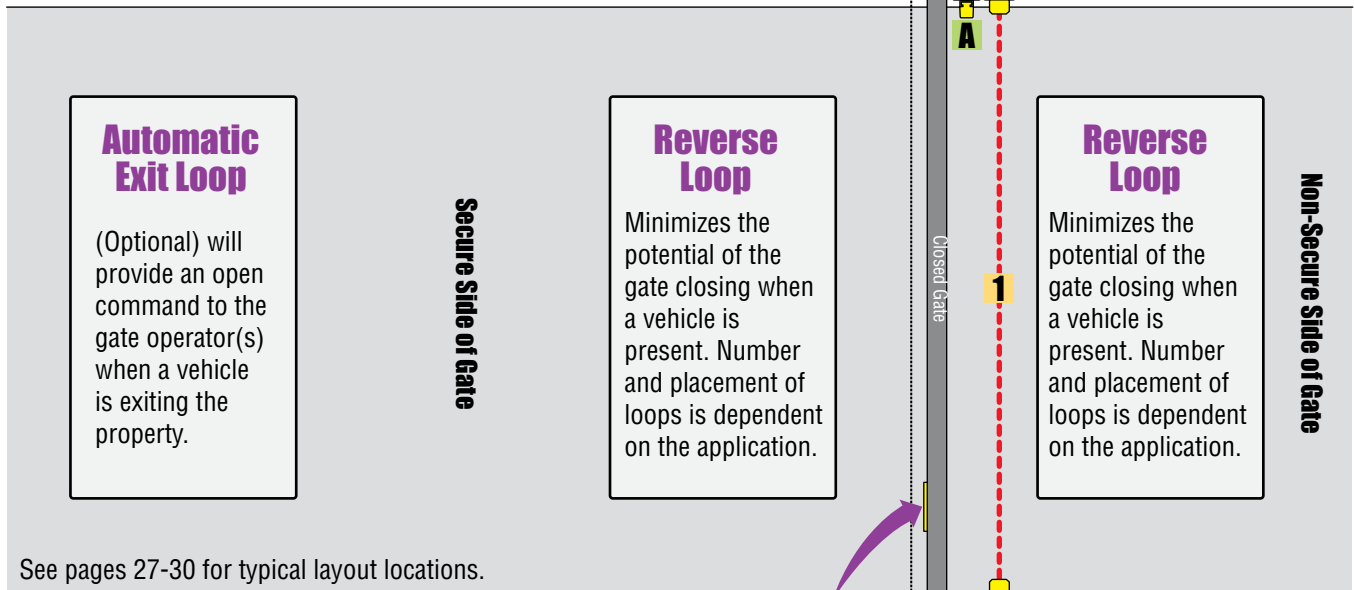 A
Automatic
Exit Loop
(Optional) will
provide an open
command to the
gate operator(s)
when a vehicle
is exiting the
property.
Secure Side of Gate
Reverse
Loop
Minimizes the
potential of the
gate closing when
a vehicle is
present. Number
and placement of
loops is dependent
on the application.
Closed Gate
1
Reverse
Loop
Minimizes the
potential of the
gate closing when
a vehicle is
present. Number
and placement of
loops is dependent
on the application.
Non-Secure Side of Gate
See pages 27-30 for typical layout locations.